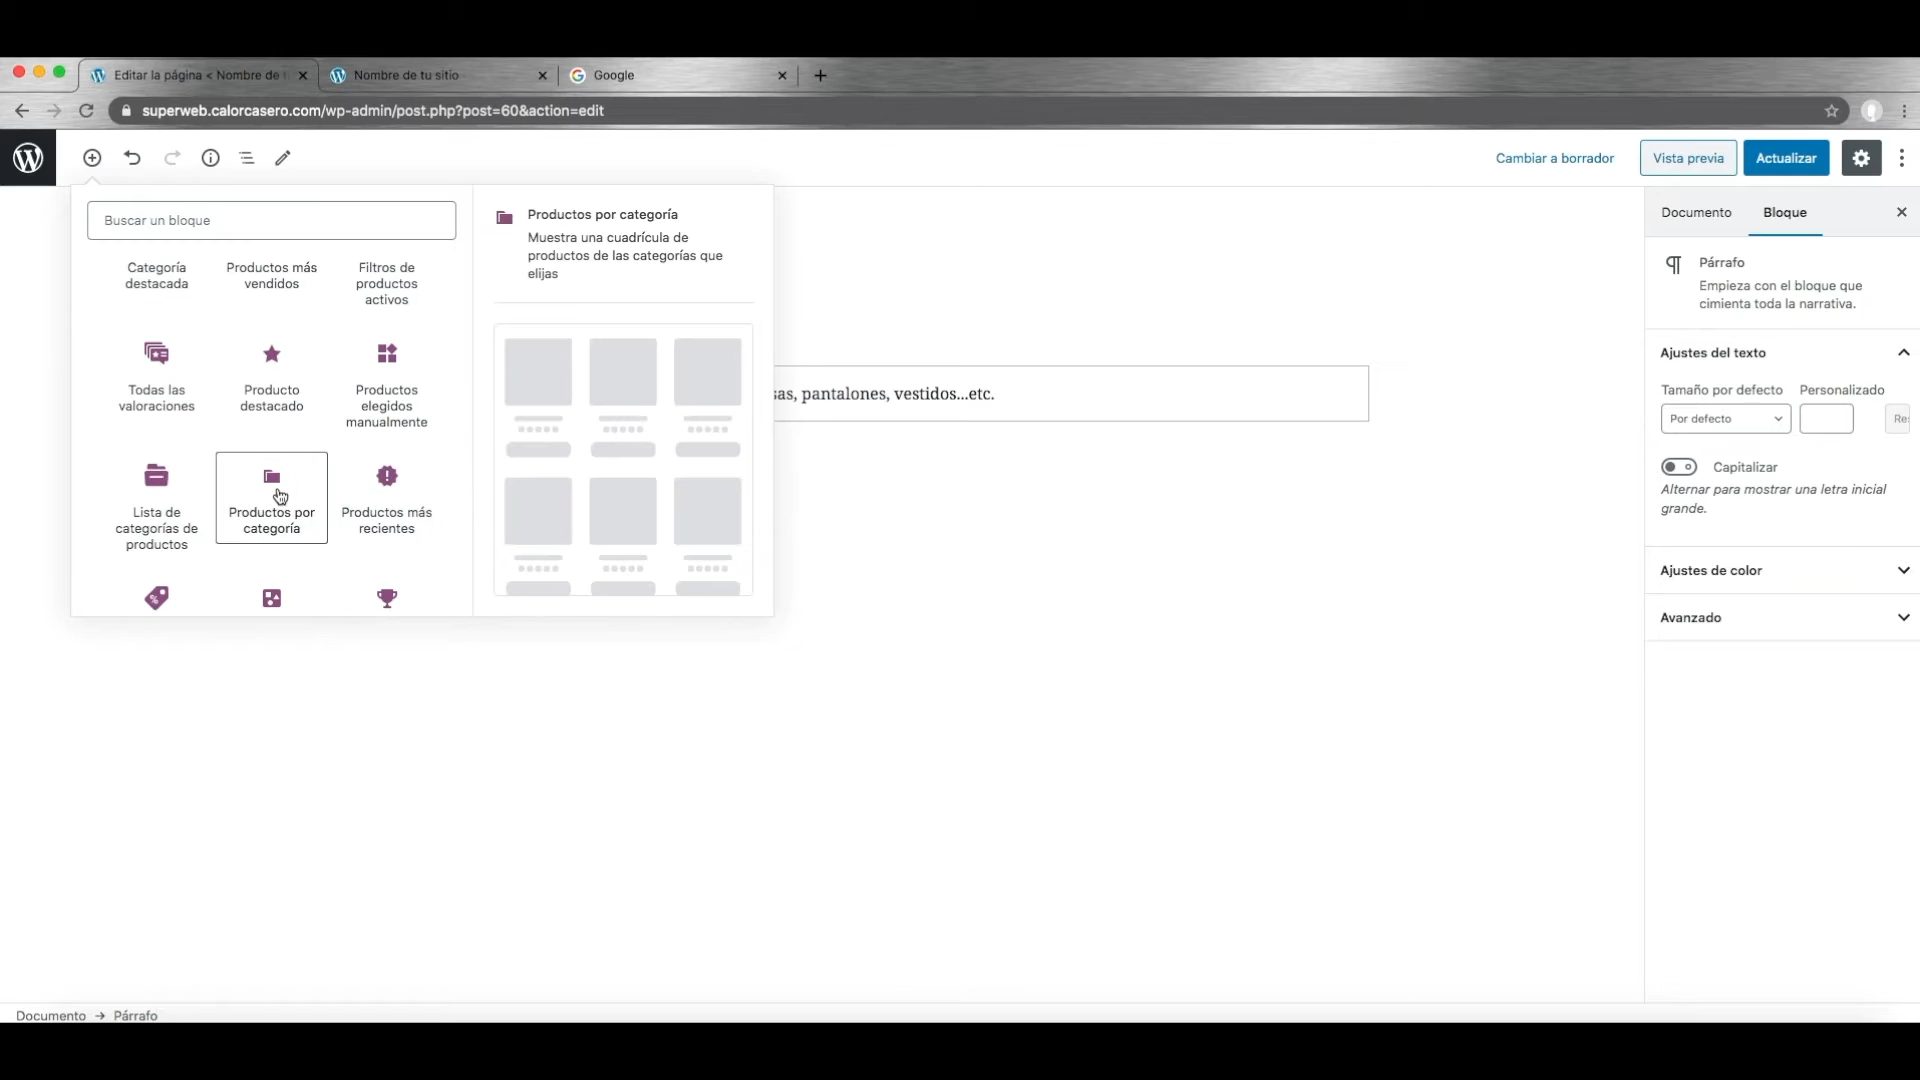 Editar la página < Nombre de
Nombre de tu sitio
Google
superweb.calorcasero.com/wp-admin/post.php?post=60&action=edit
Cambiar a borrador
Vista previa
Actualizar
Buscar un bloque
Categoría
destacada
Productos más
vendidos
Filtros de
productos
activos
Todas las
valoraciones
Producto
destacado
Productos
elegidos
manualmente
Lista de
categorías de
productos
Productos por
categoría
Productos más
recientes
Productos por categoría
Muestra una cuadrícula de
productos de las categorías que
elijas
pantalones, vestidos...etc.
Documento
Bloque
Párrafo
Empieza con el bloque que
cimienta toda la narrativa.
Ajustes del texto
Tamaño por defecto
Personalizado
Por defecto
Capitalizar
Alternar para mostrar una letra inicial
grande.
Ajustes de color
Avanzado
Documento → Párrafo